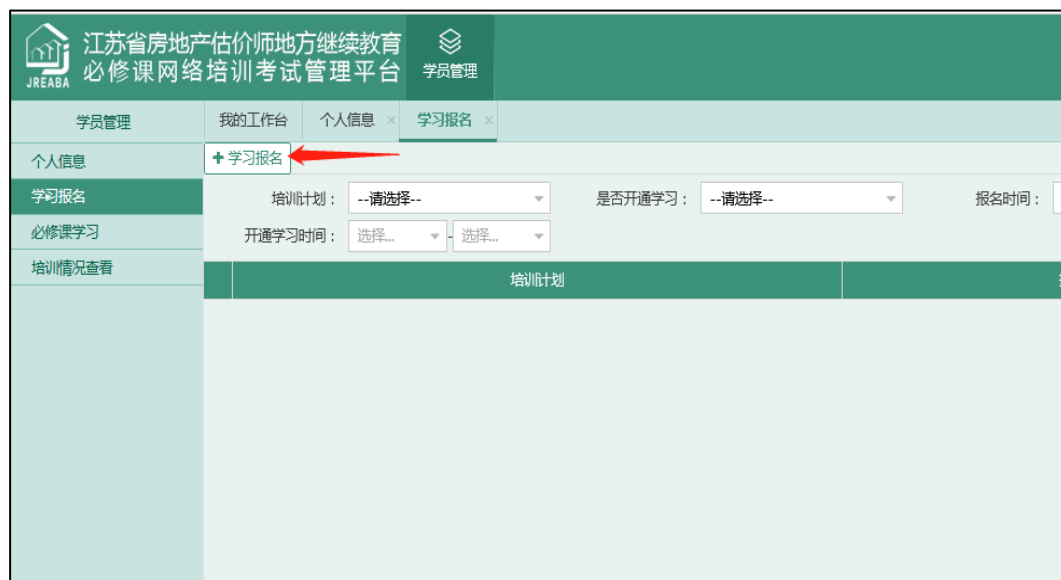 江苏省房地产估价师地方继续教育
必修课网络培训考试管理平台
JREABA
学员管理
学员管理
我的工作台
个人信息 ×
学习报名 ×
个人信息
学习报名
必修课学习
培训情况查看
+ 学习报名
培训计划： --请选择--
是否开通学习： --请选择--
报名时间：
开通学习时间： 选择... - 选择...
培训计划